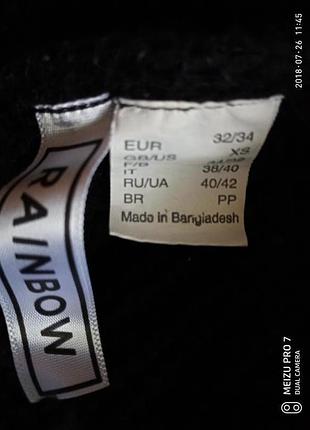 2018-07-26 11:45
EUR 32/34
GB/US XS
F/B
IT 38/40
RU/UA 40/42
BR PP
Made in Bangladesh
RAINBOW
MEIZU PRO 7
DUAL CAMERA